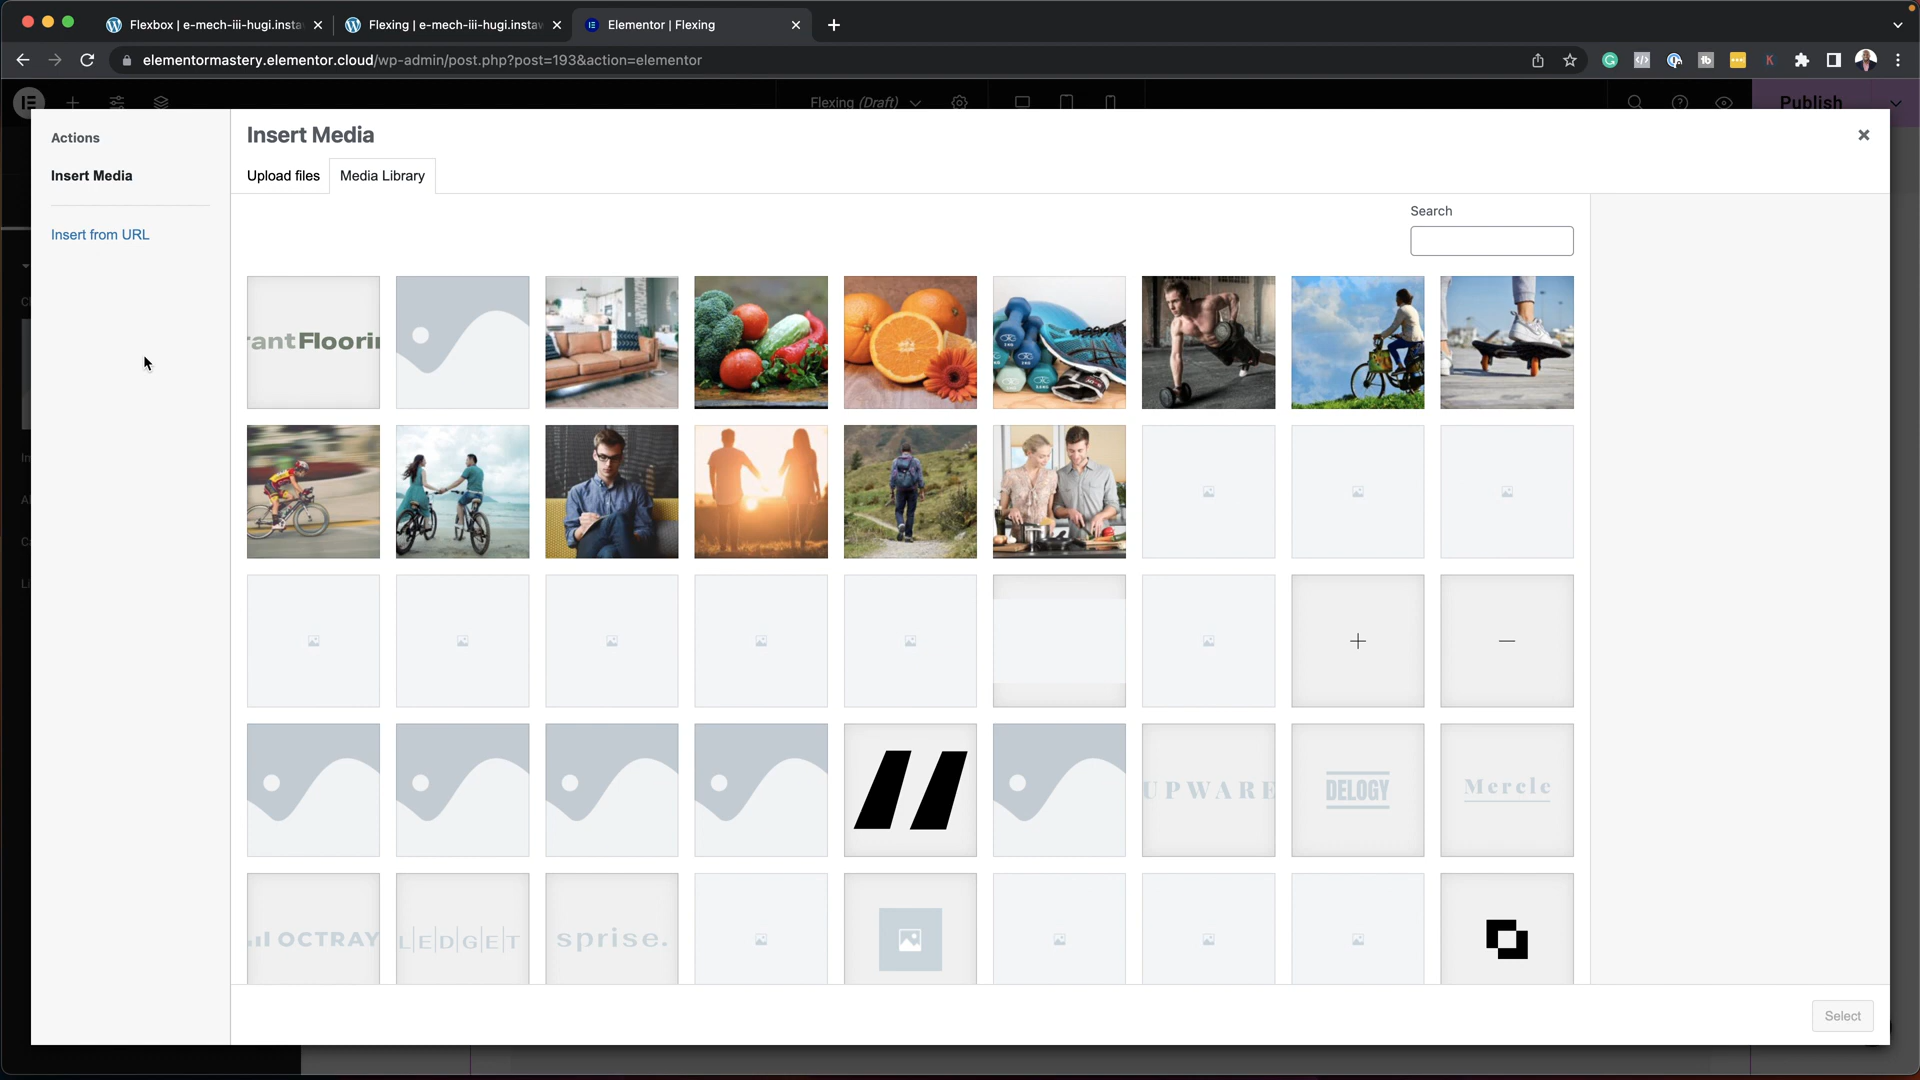 Flexbox | e-mech-iii-hugi.insta
Flexing | e-mech-iii-hugi.instaw
Elementor | Flexing
elementormastery.elementor.cloud/wp-admin/post.php?post=193&action=elementor
Flexing (Draft)
Publish
Actions
Insert Media
Insert from URL
Insert Media
Upload files
Media Library
Search
rantFloorin
UPWARE
DELOGY
Mercle
OCTRAY
LEDGET
sprise.
Select